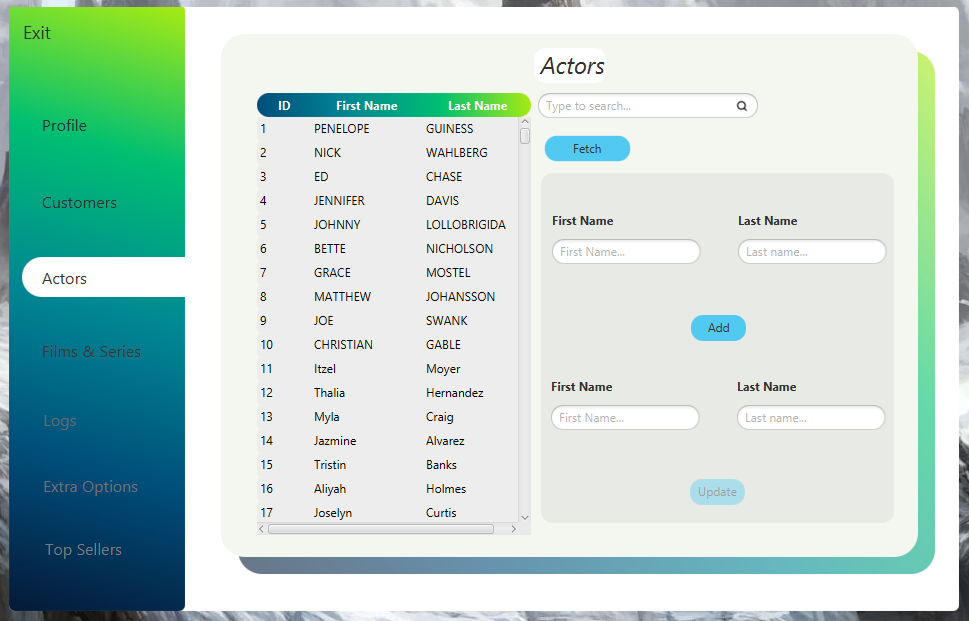 Exit
Profile
Customers
Actors
Films & Series
Logs
Extra Options
Top Sellers
Actors
ID First Name Last Name
1 PENELOPE GUINESS
2 NICK WAHLBERG
3 ED CHASE
4 JENNIFER DAVIS
5 JOHNNY LOLLOBRIGIDA
6 BETTE NICHOLSON
7 GRACE MOSTEL
8 MATTHEW JOHANSSON
9 JOE SWANK
10 CHRISTIAN GABLE
11 Itzel Moyer
12 Thalia Hernandez
13 Myla Craig
14 Jazmine Alvarez
15 Tristin Banks
16 Aliyah Holmes
17 Joselyn Curtis
Type to search...
Fetch
First Name Last Name
First Name... Last name...
Add
First Name Last Name
First Name... Last name...
Update